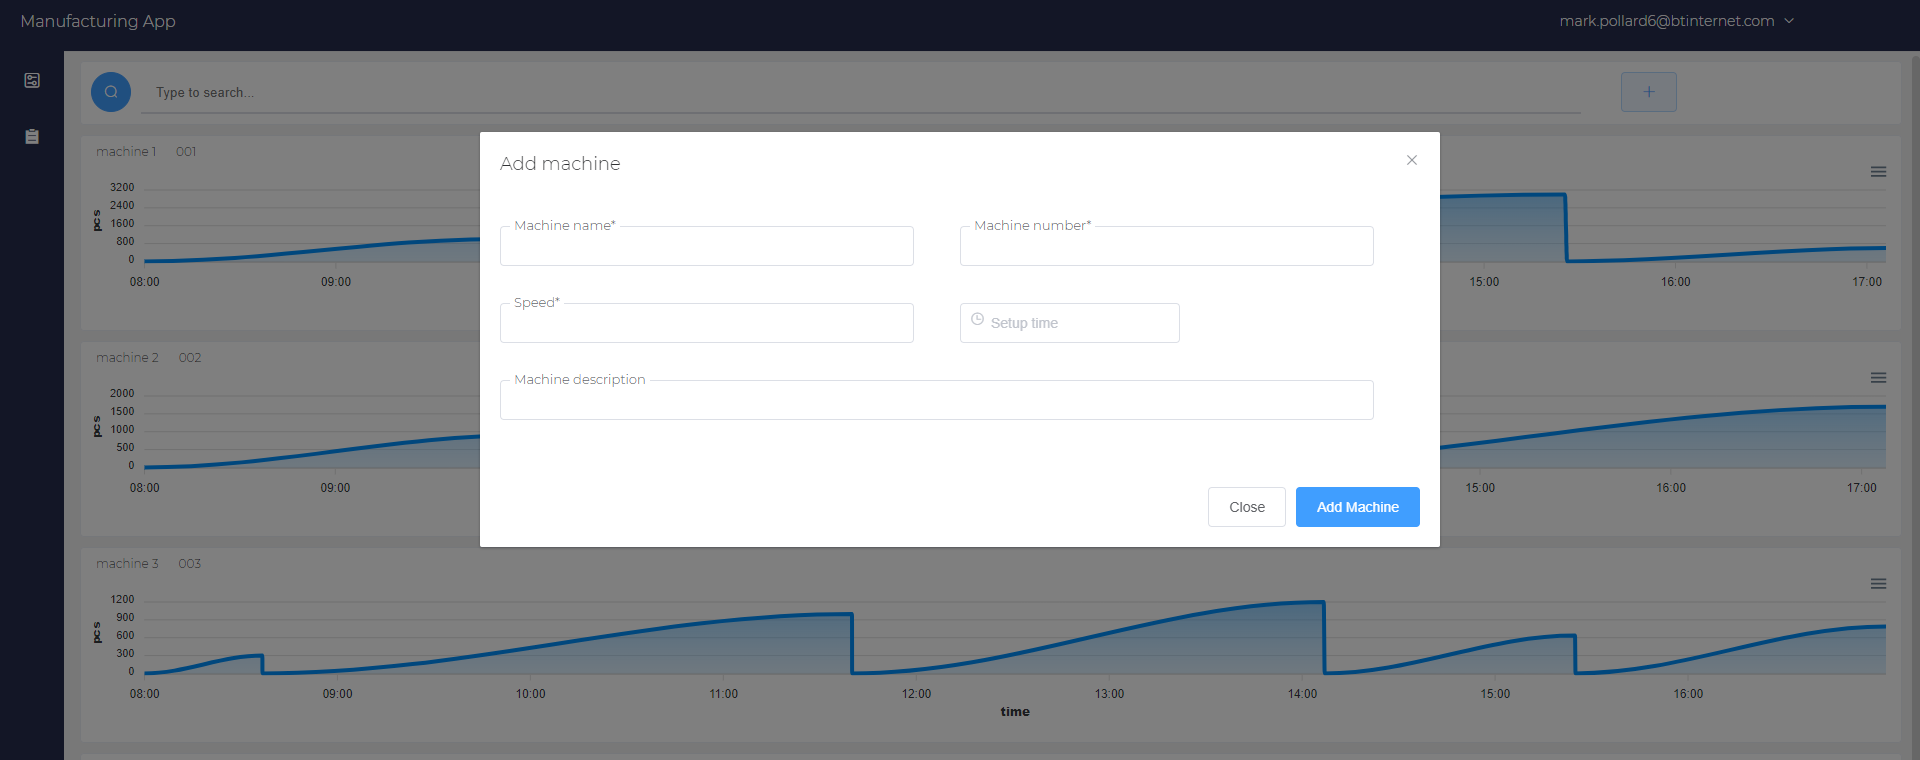 Manufacturing App
mark.pollard6@btinternet.com
Type to search...
+
machine 1 001
pcs
3200
2400
1600
800
0
08:00 09:00 15:00 16:00 17:00
Add machine
Machine name*
Machine number*
Speed*
Setup time
Machine description
Close
Add Machine
machine 2 002
pcs
2000
1500
1000
500
0
08:00 09:00 15:00 16:00 17:00
machine 3 003
pcs
1200
900
600
300
0
08:00 09:00 10:00 11:00 12:00 13:00 14:00 15:00 16:00
time